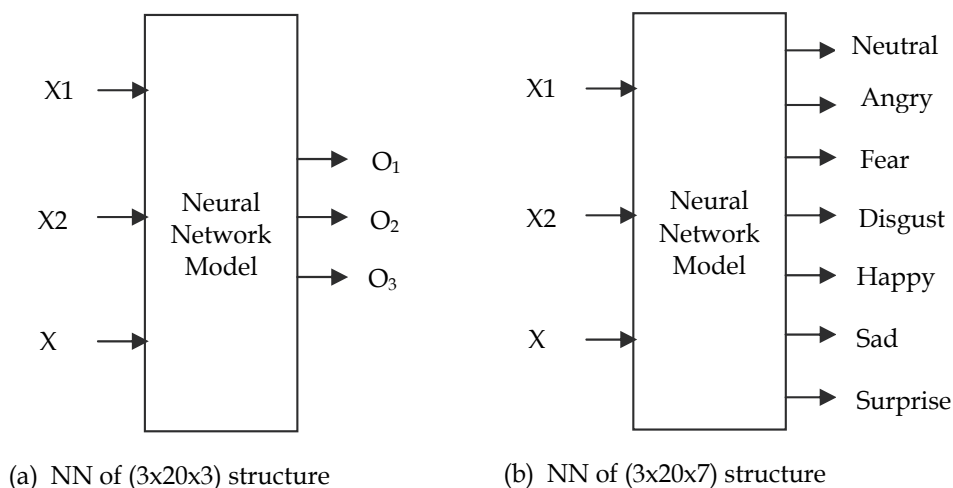 X1
X2
X
Neural
Network
Model
O₁
O₂
O₃
(a) NN of (3x20x3) structure
X1
X2
X
Neural
Network
Model
Neutral
Angry
Fear
Disgust
Happy
Sad
Surprise
(b) NN of (3x20x7) structure